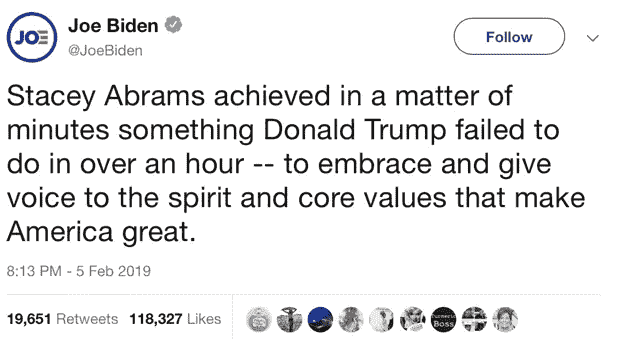 JOE
Joe Biden
@JoeBiden
Follow
Stacey Abrams achieved in a matter of
minutes something Donald Trump failed to
do in over an hour -- to embrace and give
voice to the spirit and core values that make
America great.
8:13 PM - 5 Feb 2019
19,651 Retweets 118,327 Likes
Turmeric
Boss